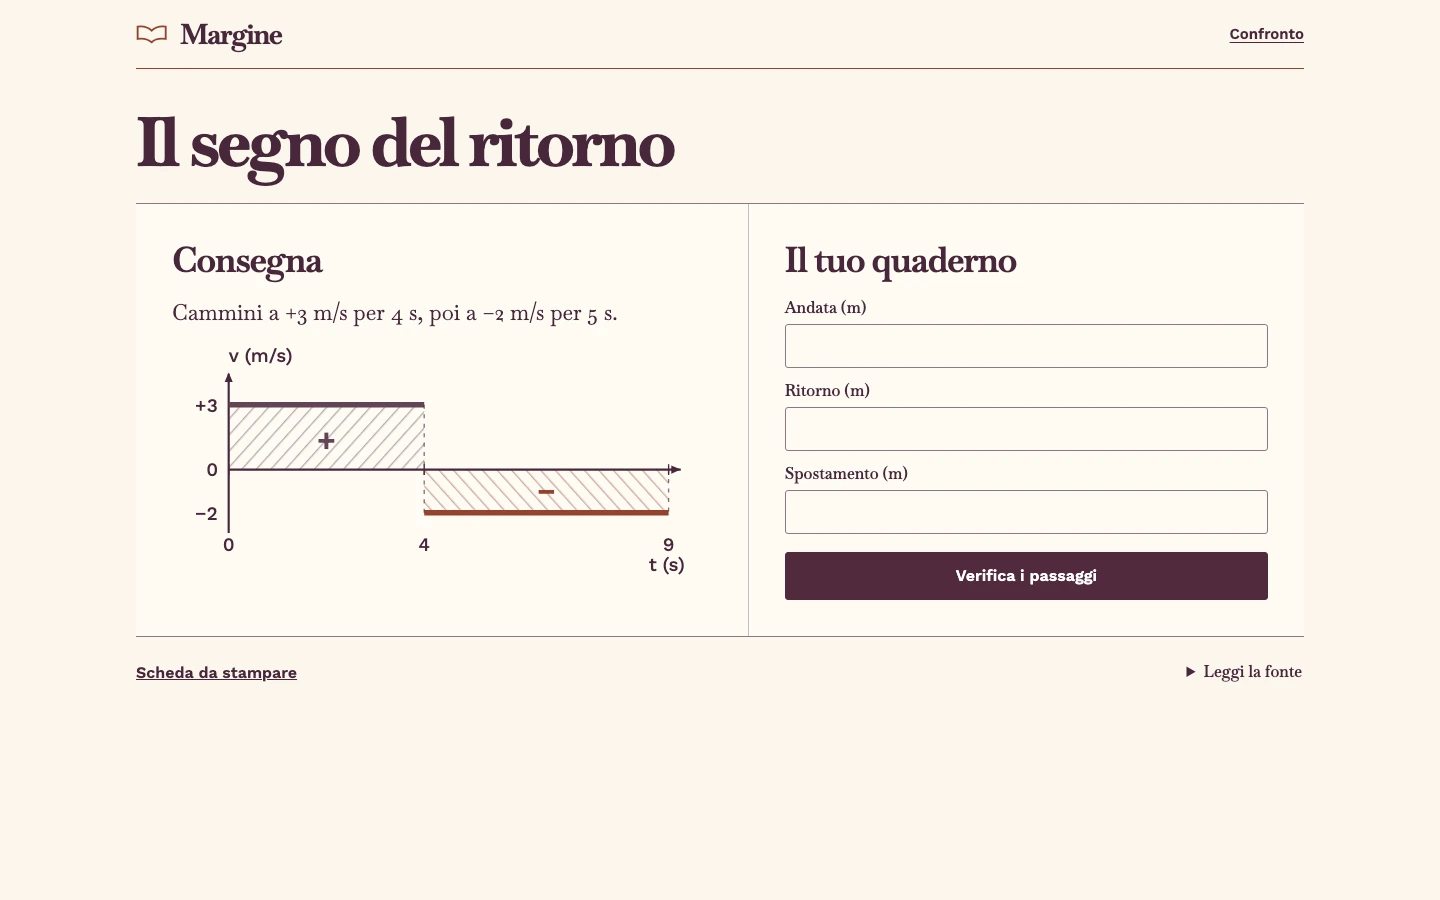 Margine
Confronto
Il segno del ritorno
Consegna
Cammini a +3 m/s per 4 s, poi a −2 m/s per 5 s.
v (m/s)
+3
+
0
−
−2
0 4 9
t (s)
Il tuo quaderno
Andata (m)
Ritorno (m)
Spostamento (m)
Verifica i passaggi
Scheda da stampare
▶ Leggi la fonte